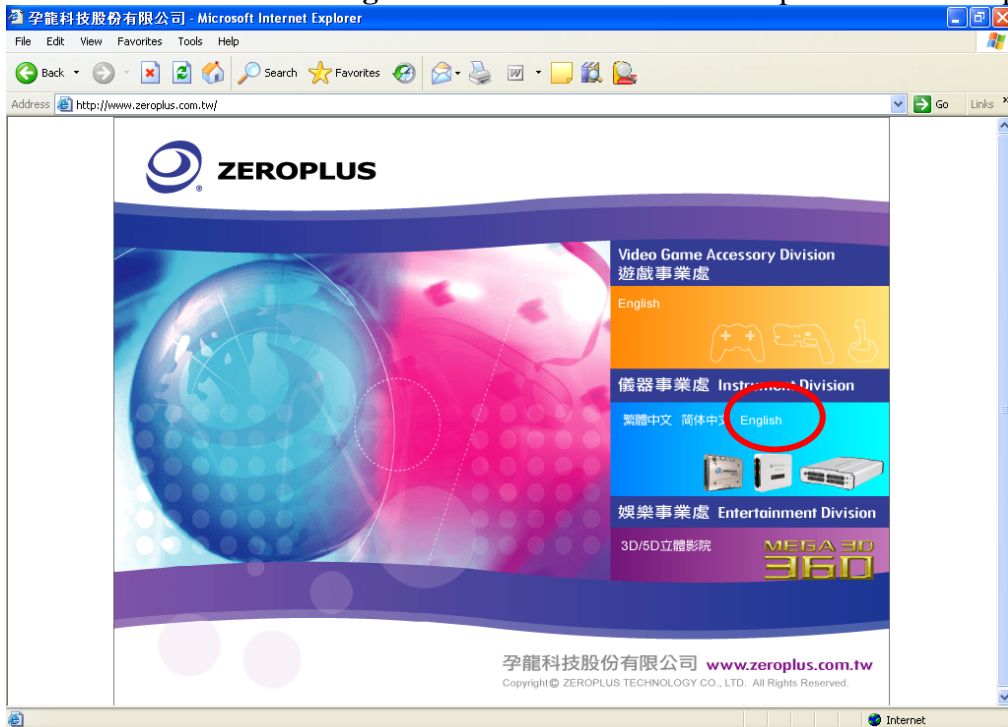 孕龍科技股份有限公司 - Microsoft Internet Explorer
File Edit View Favorites Tools Help
Back Search Favorites
Address http://www.zeroplus.com.tw/ Go Links »
ZEROPLUS
Video Game Accessory Division
遊戲事業處
English
儀器事業處 Instrument Division
繁體中文 简体中文 English
娛樂事業處 Entertainment Division
3D/5D立體影院 MEGA 3D
360
孕龍科技股份有限公司 www.zeroplus.com.tw
Copyright© ZEROPLUS TECHNOLOGY CO., LTD. All Rights Reserved.
Internet